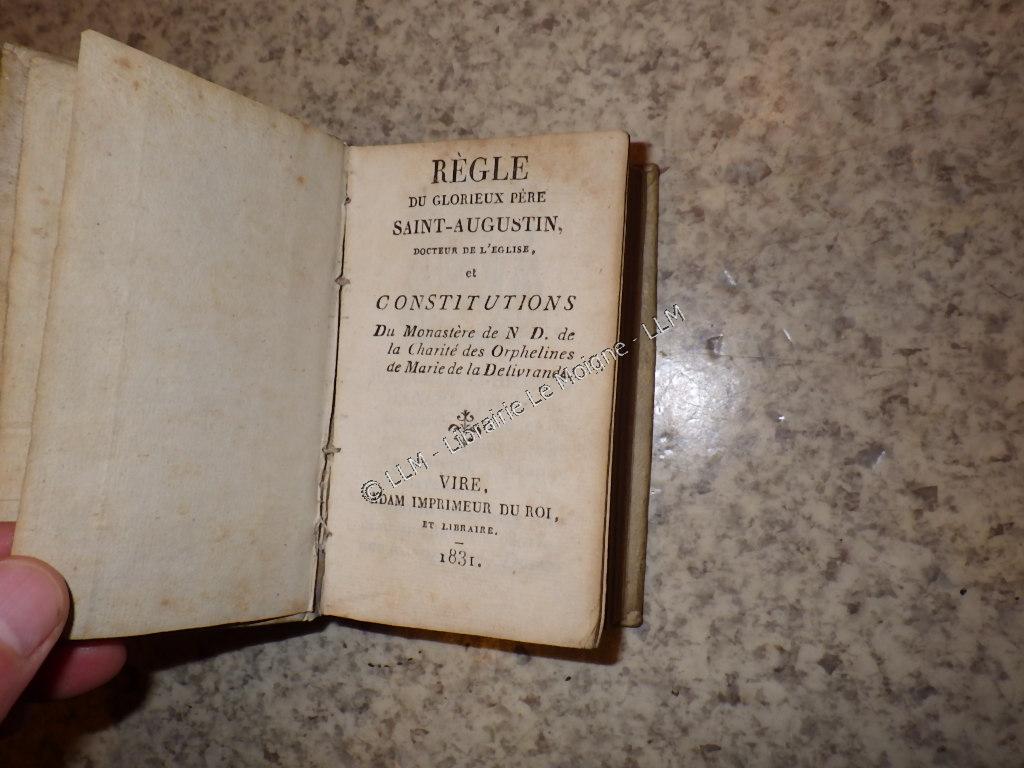 RÈGLE
DU GLORIEUX PÈRE
SAINT-AUGUSTIN,
DOCTEUR DE L'EGLISE,
et
CONSTITUTIONS
Du Monastère de N D. de
la Charité des Orphelines
de Marie de la Delivrande
VIRE,
ADAM IMPRIMEUR DU ROI,
ET LIBRAIRE.
1831.
© LLM - Librairie Le Moigne - LLM